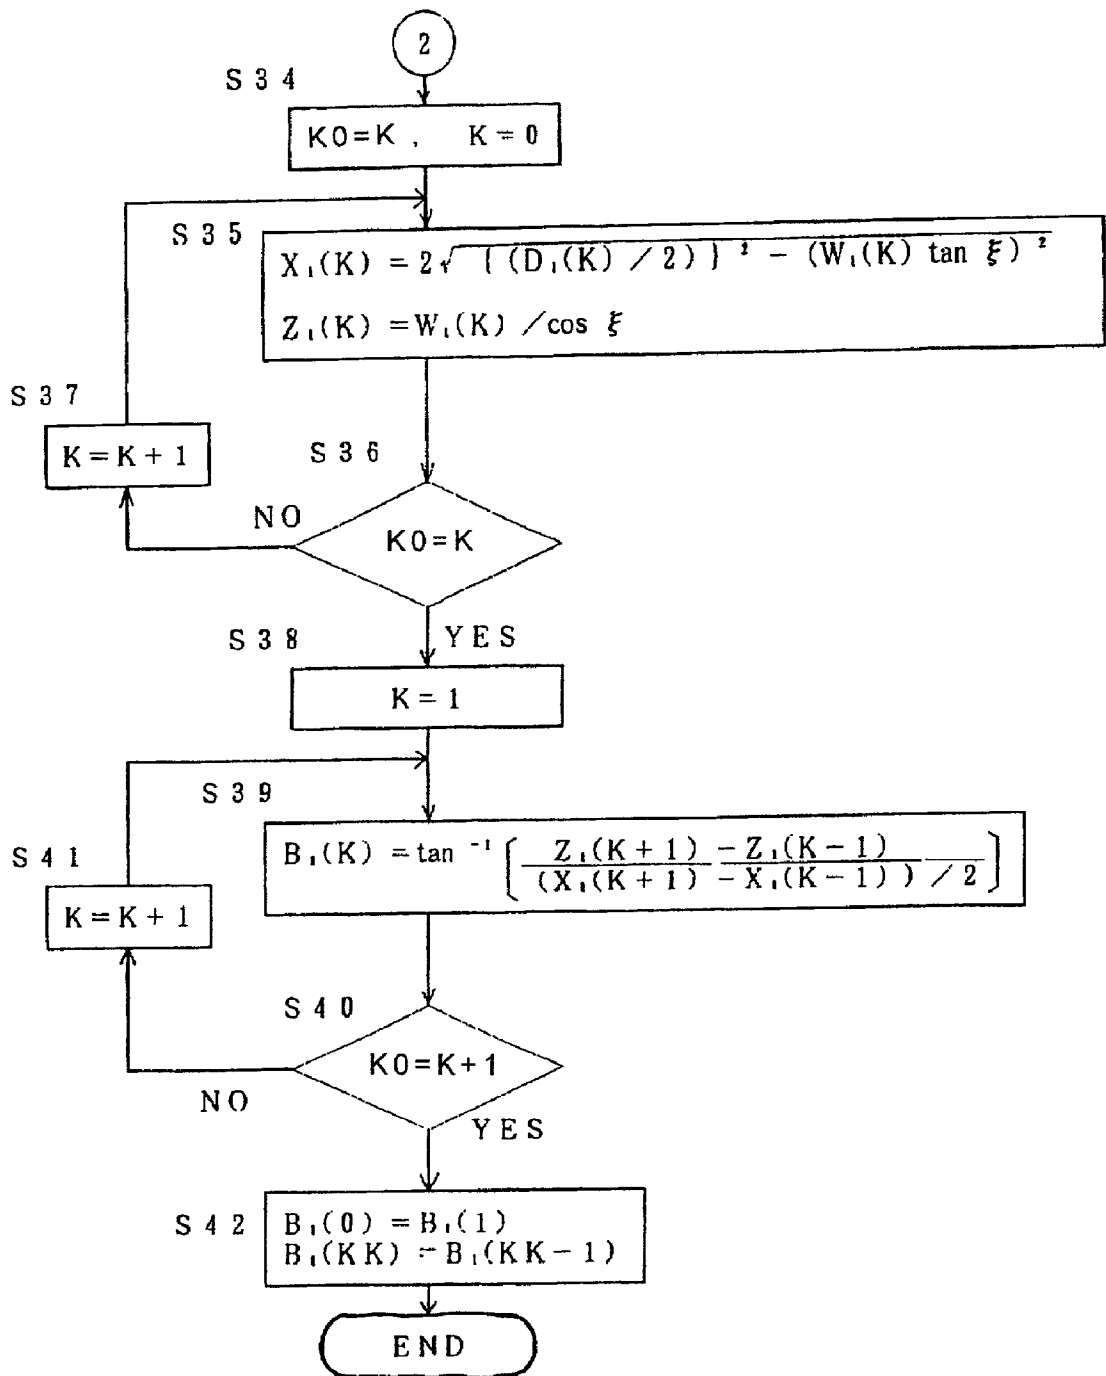 2
S34
K0=K, K=0
S35
X₁(K) = 2√{(D₁(K)/2)}² − (W₁(K) tan ξ)²
Z₁(K) = W₁(K) / cos ξ
S37
K=K+1
S36
NO
K0=K
S38
YES
K=1
S39
S41
B₁(K) = tan⁻¹ [ Z₁(K+1) − Z₁(K−1)
(X₁(K+1) − X₁(K−1)) / 2 ]
K=K+1
S40
K0=K+1
NO
YES
S42
B₁(0) = B₁(1)
B₁(KK) = B₁(KK−1)
END